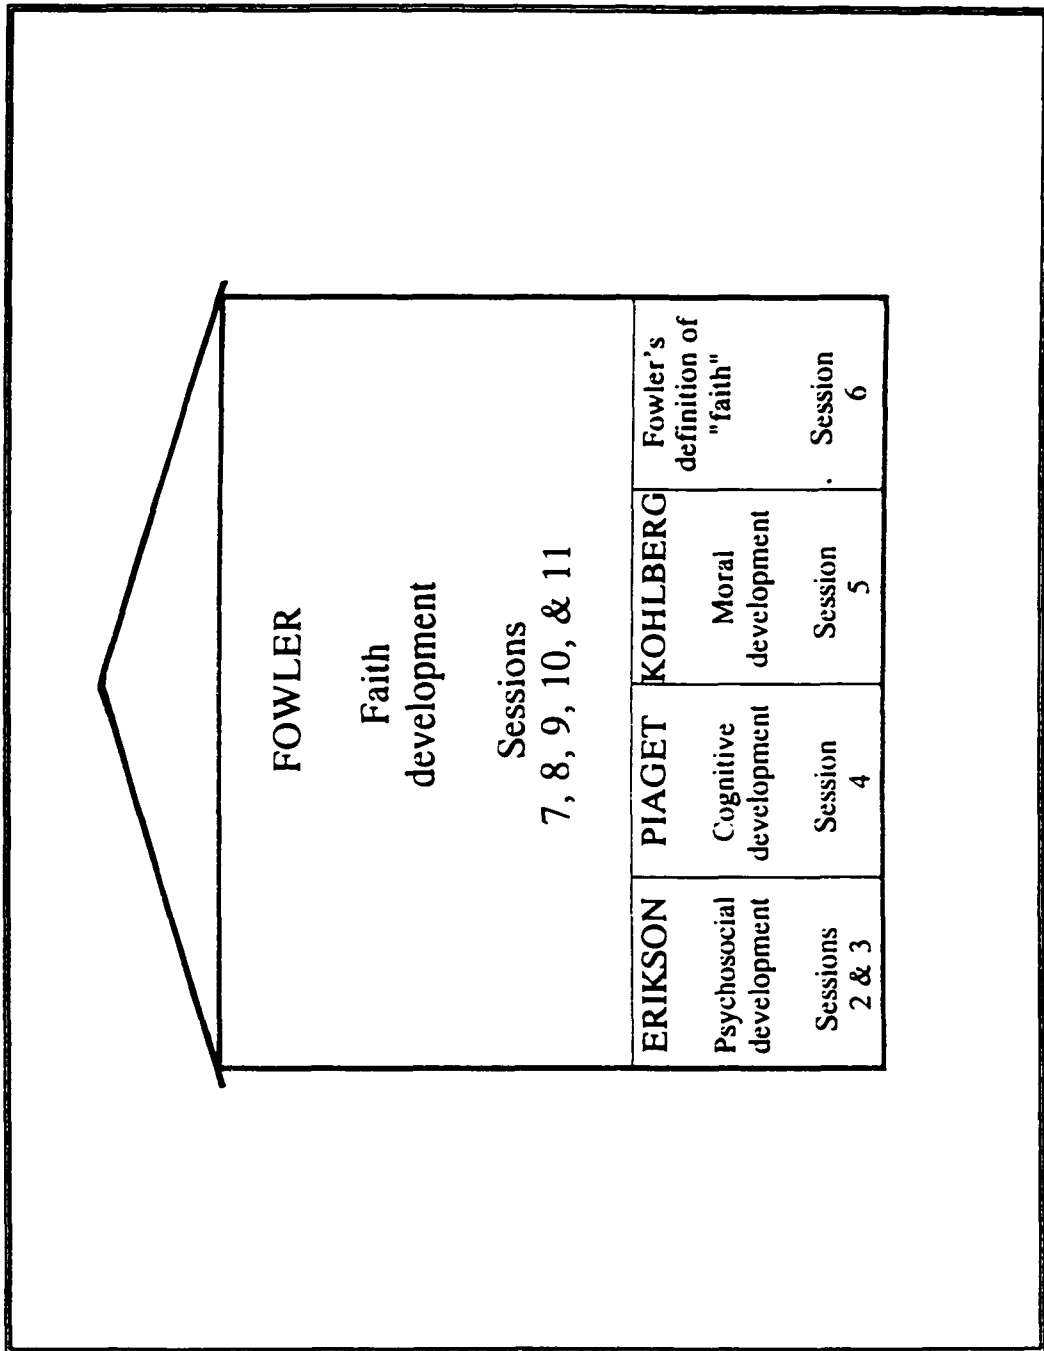 FOWLER
Faith
development
Sessions
7, 8, 9, 10, & 11
ERIKSON
Psychosocial
development
Sessions
2 & 3
PIAGET
Cognitive
development
Session
4
KOHLBERG
Moral
development
Session
5
Fowler's
definition of
"faith"
Session
6